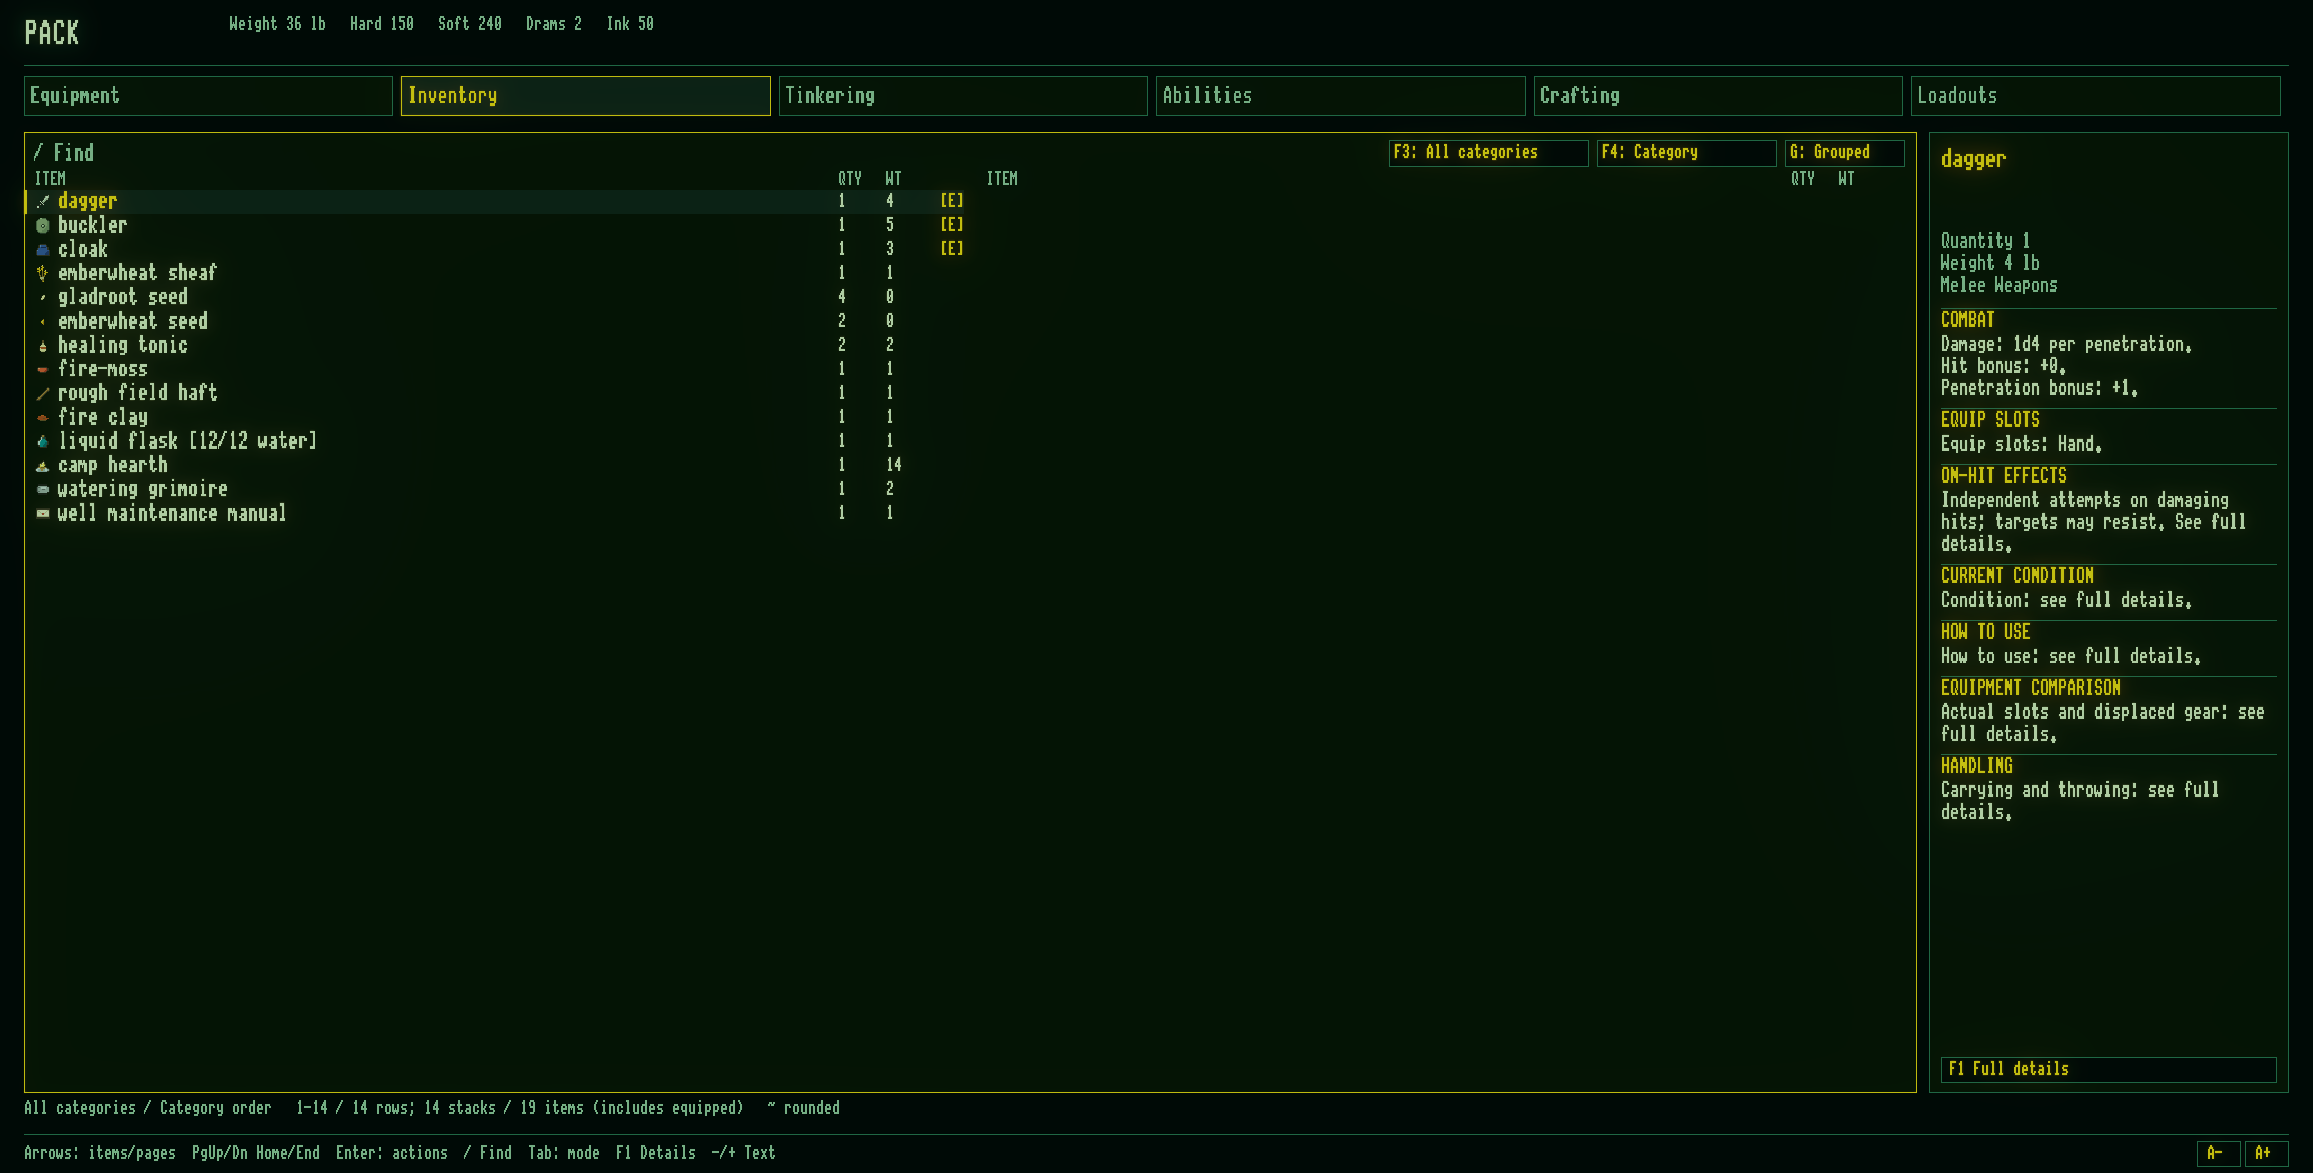 PACK
Weight 36 lb Hard 150 Soft 240 Drams 2 Ink 50
Equipment
Inventory
Tinkering
Abilities
Crafting
Loadouts
/ Find
F3: All categories
F4: Category
G: Grouped
ITEM QTY WT ITEM QTY WT
dagger 1 4 [E]
buckler 1 5 [E]
cloak 1 3 [E]
emberwheat sheaf 1 1
gladroot seed 4 0
emberwheat seed 2 0
healing tonic 2 2
fire-moss 1 1
rough field haft 1 1
fire clay 1 1
liquid flask [12/12 water] 1 1
camp hearth 1 14
watering grimoire 1 2
well maintenance manual 1 1
dagger
Quantity 1
Weight 4 lb
Melee Weapons
COMBAT
Damage: 1d4 per penetration.
Hit bonus: +0.
Penetration bonus: +1.
EQUIP SLOTS
Equip slots: Hand.
ON-HIT EFFECTS
Independent attempts on damaging
hits; targets may resist. See full
details.
CURRENT CONDITION
Condition: see full details.
HOW TO USE
How to use: see full details.
EQUIPMENT COMPARISON
Actual slots and displaced gear: see
full details.
HANDLING
Carrying and throwing: see full
details.
F1 Full details
All categories / Category order 1-14 / 14 rows; 14 stacks / 19 items (includes equipped) ~ rounded
Arrows: items/pages PgUp/Dn Home/End Enter: actions / Find Tab: mode F1 Details -/+ Text
A-
A+